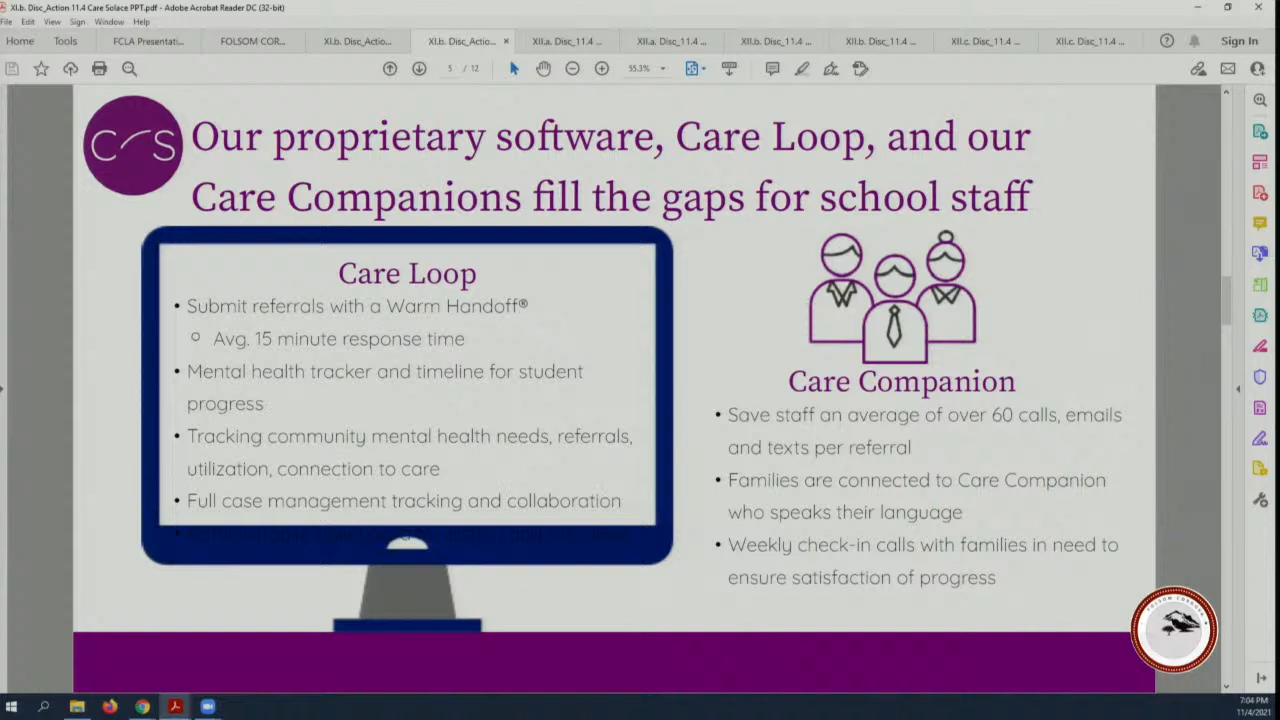 XI.b. Disc_Action 11.4 Care Solace PPT.pdf - Adobe Acrobat Reader DC (32-bit)
File Edit View Sign Window Help
Home Tools FCLA Presentati... FOLSOM COR... XI.b. Disc_Actio... XI.b. Disc_Actio... × XII.a. Disc_11.4 ... XII.a. Disc_11.4 ... XII.b. Disc_11.4 ... XII.b. Disc_11.4 ... XII.c. Disc_11.4 ... XII.c. Disc_11.4 ... Sign In
5 / 12 55.3%
CS
Our proprietary software, Care Loop, and our
Care Companions fill the gaps for school staff
Care Loop
• Submit referrals with a Warm Handoff®
○ Avg. 15 minute response time
• Mental health tracker and timeline for student
progress
• Tracking community mental health needs, referrals,
utilization, connection to care
• Full case management tracking and collaboration
Care Companion
• Save staff an average of over 60 calls, emails
and texts per referral
• Families are connected to Care Companion
who speaks their language
• Weekly check-in calls with families in need to
ensure satisfaction of progress
FOLSOM CORDOVA
7:04 PM
11/4/2021